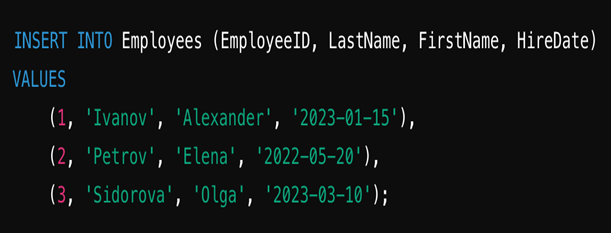 INSERT INTO Employees (EmployeeID, LastName, FirstName, HireDate)
VALUES
(1, 'Ivanov', 'Alexander', '2023-01-15'),
(2, 'Petrov', 'Elena', '2022-05-20'),
(3, 'Sidorova', 'Olga', '2023-03-10');